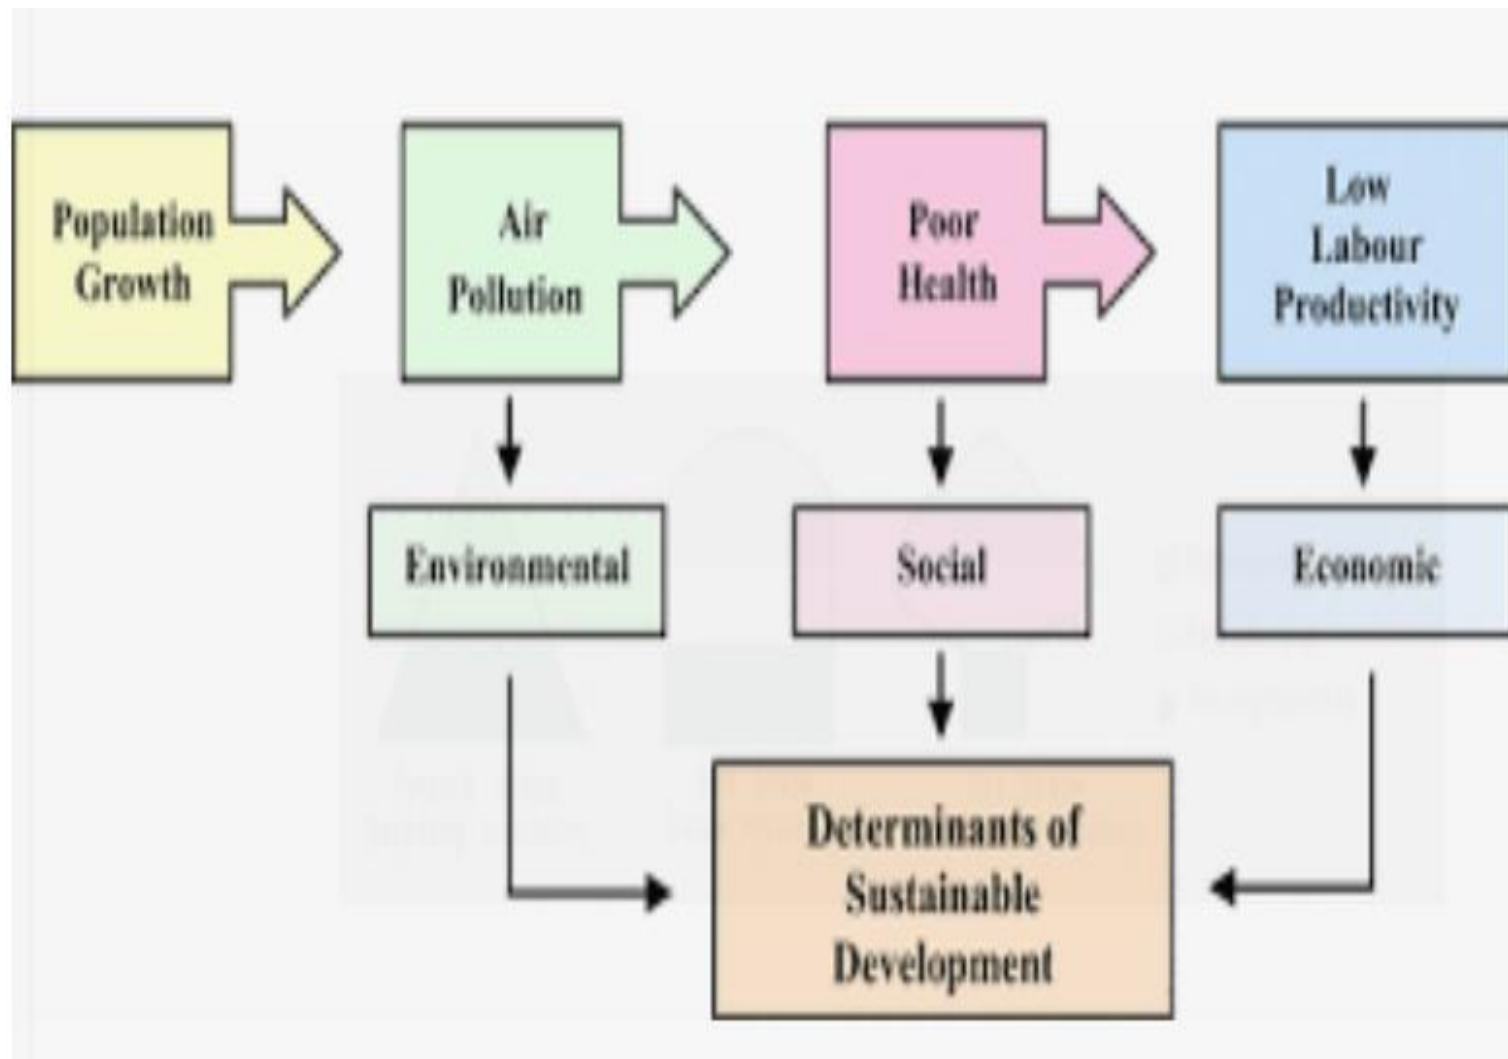 Population
Growth
Air
Pollution
Poor
Health
Low
Labour
Productivity
Environmental
Social
Economic
Determinants of
Sustainable
Development